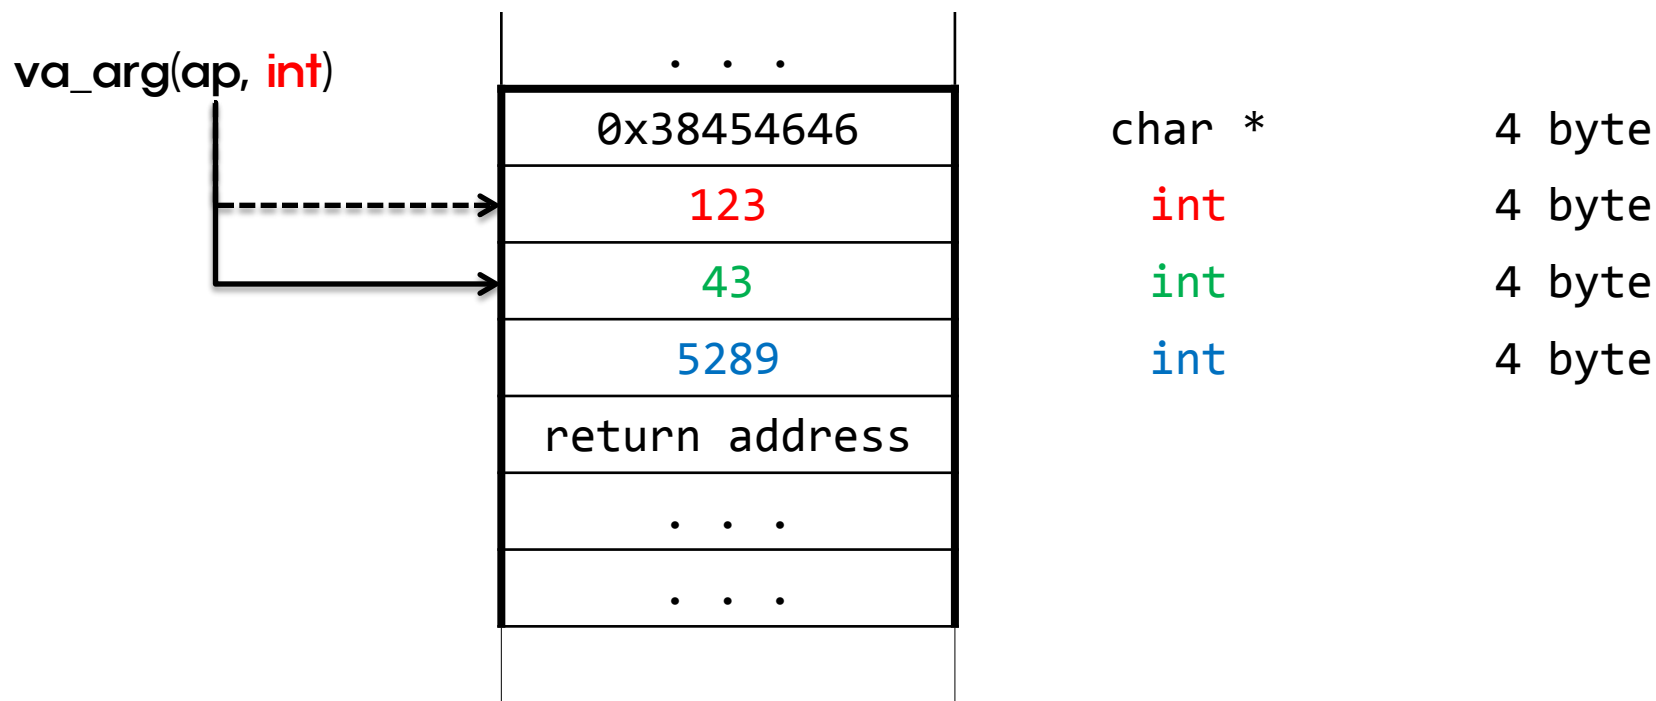 . . .
va_arg(ap, int)
0x38454646 char * 4 byte
123 int 4 byte
43 int 4 byte
5289 int 4 byte
return address
. . .
. . .